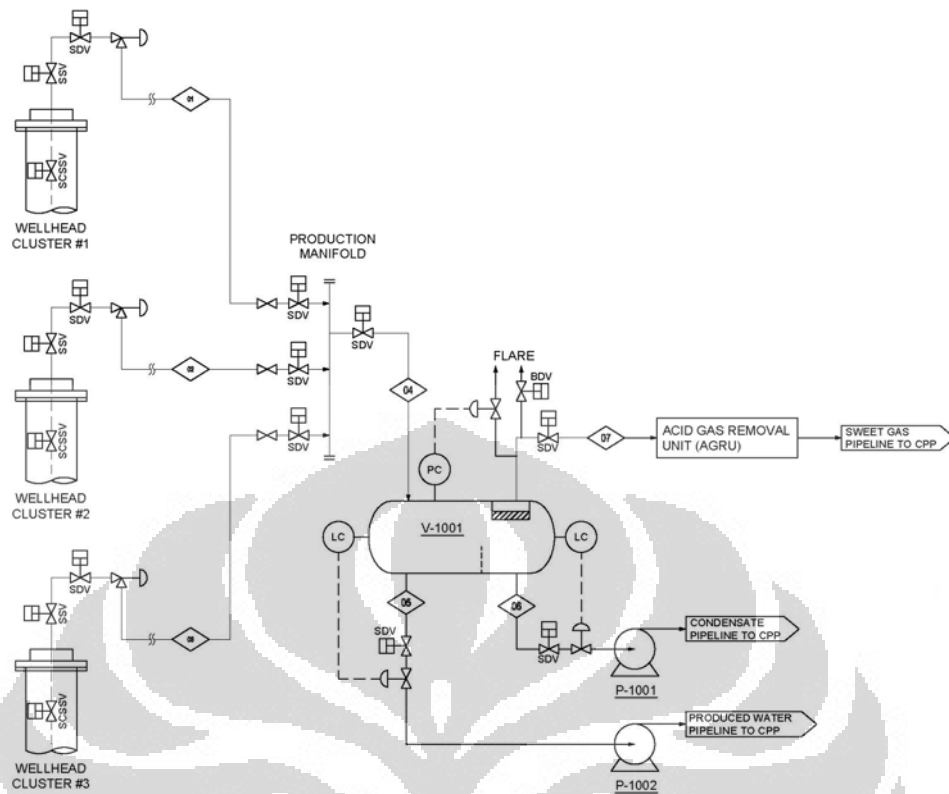 SDV
SSV
SCSSV
01
WELLHEAD
CLUSTER #1
PRODUCTION
MANIFOLD
SDV
SDV
SDV
SSV
SCSSV
02
SDV
WELLHEAD
CLUSTER #2
SDV
04
FLARE
BDV
SDV
07
ACID GAS REMOVAL
UNIT (AGRU)
SWEET GAS
PIPELINE TO CPP
PC
LC
V-1001
LC
SDV
SSV
SCSSV
03
WELLHEAD
CLUSTER #3
05
06
SDV
SDV
CONDENSATE
PIPELINE TO CPP
P-1001
PRODUCED WATER
PIPELINE TO CPP
P-1002